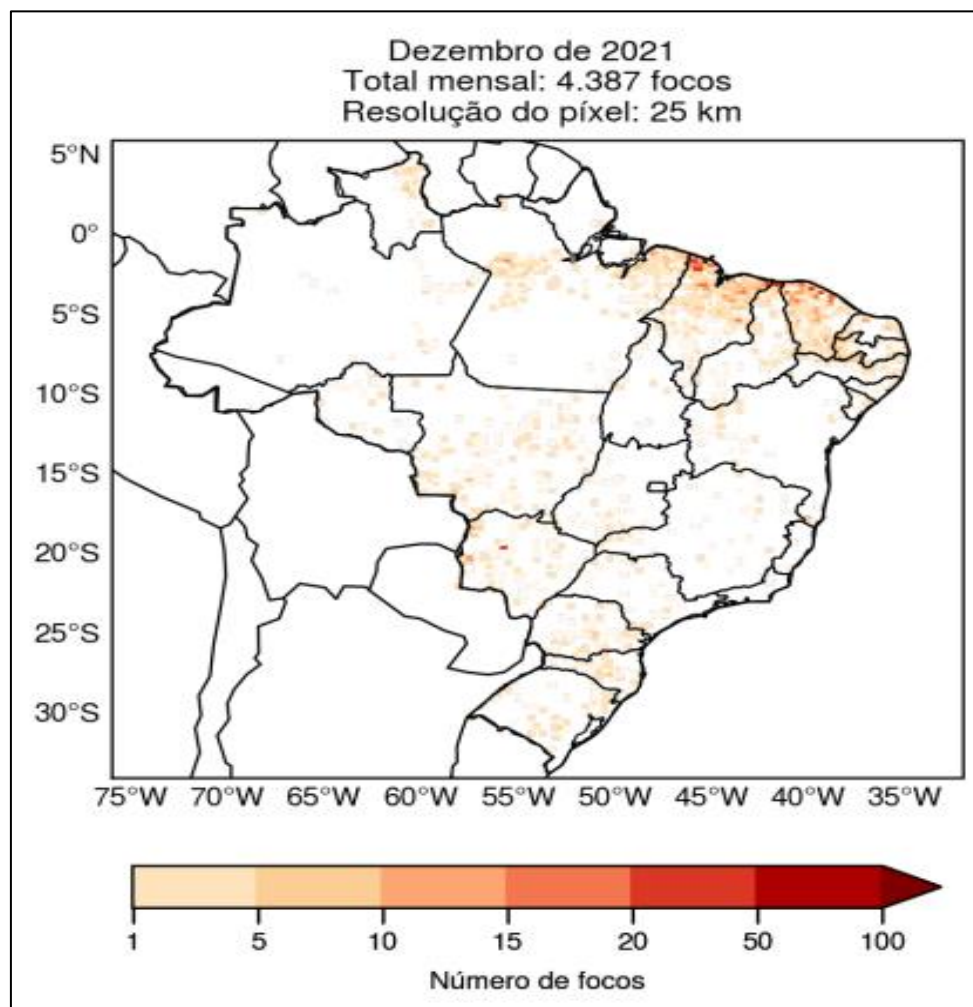 Dezembro de 2021
Total mensal: 4.387 focos
Resolução do píxel: 25 km
5°N
0°
5°S
10°S
15°S
20°S
25°S
30°S
75°W 70°W 65°W 60°W 55°W 50°W 45°W 40°W 35°W
1 5 10 15 20 50 100
Número de focos